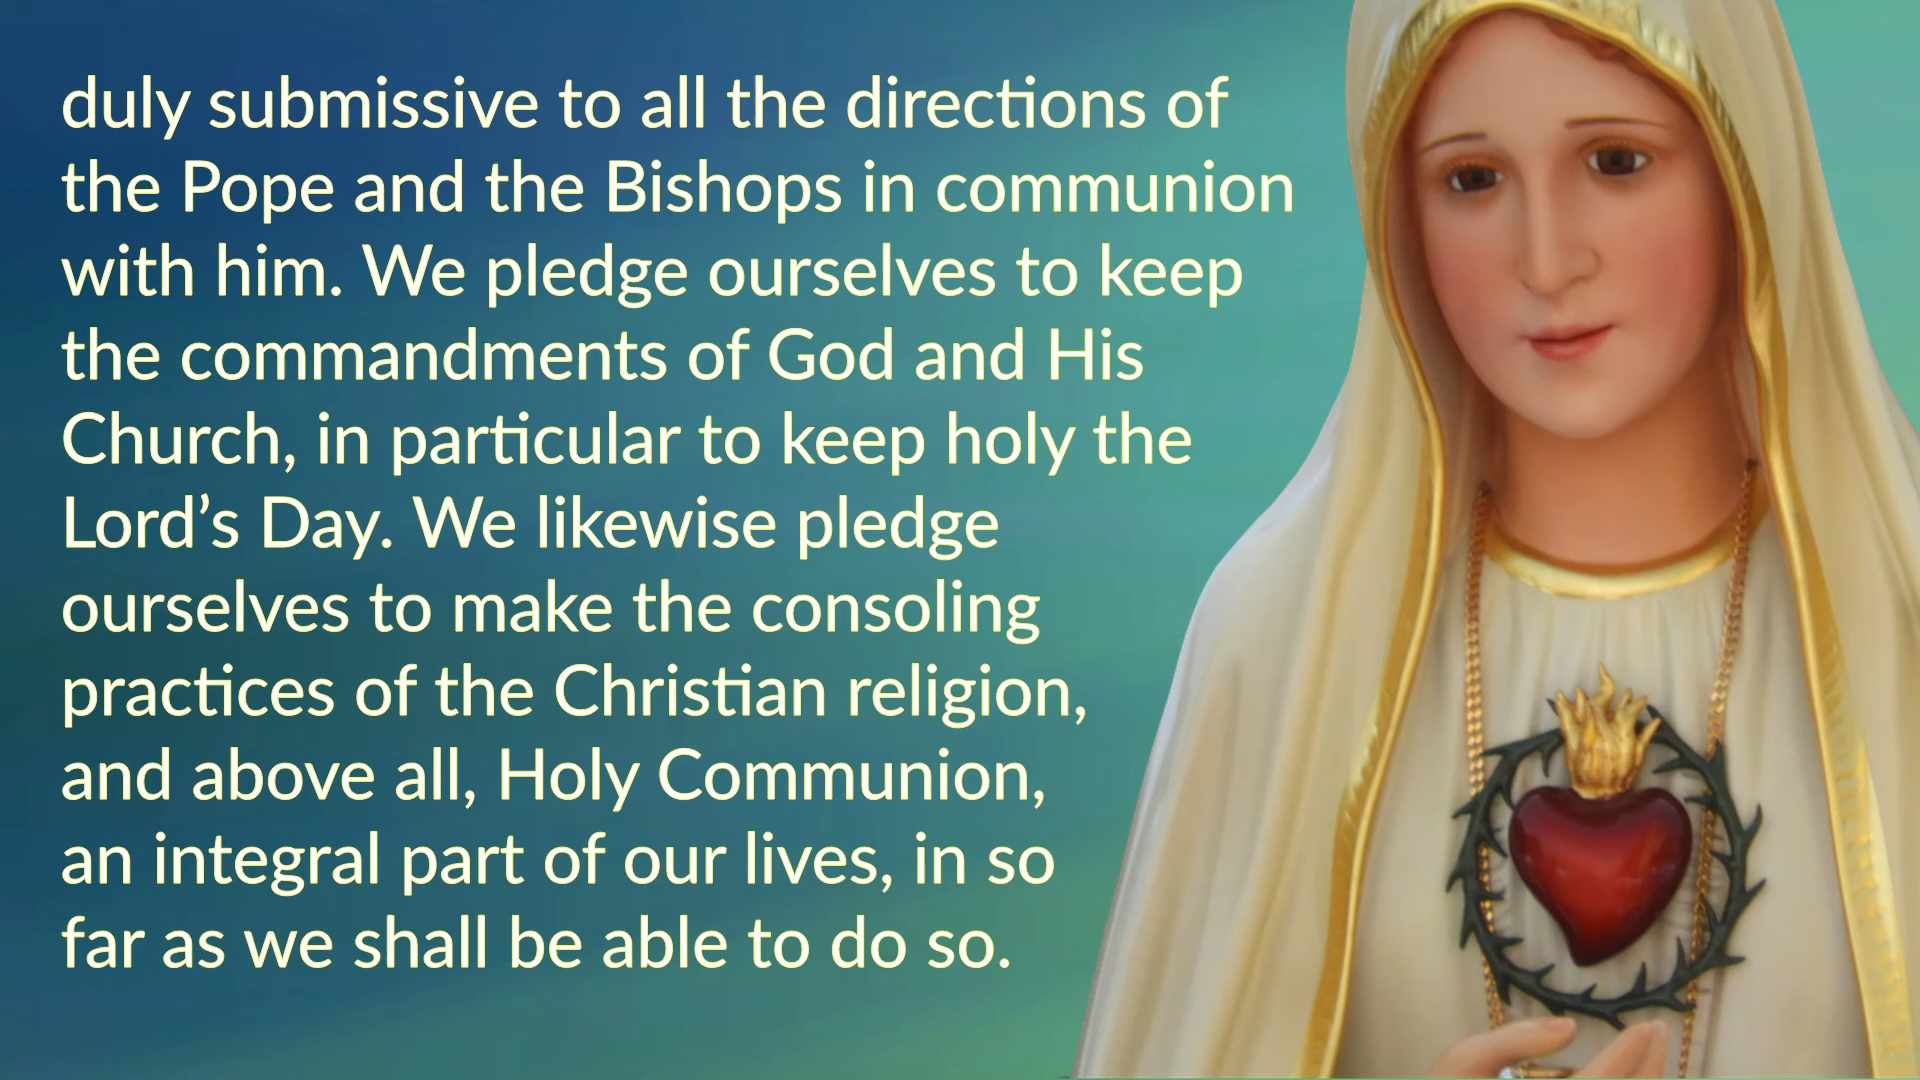 duly submissive to all the directions of
the Pope and the Bishops in communion
with him. We pledge ourselves to keep
the commandments of God and His
Church, in particular to keep holy the
Lord’s Day. We likewise pledge
ourselves to make the consoling
practices of the Christian religion,
and above all, Holy Communion,
an integral part of our lives, in so
far as we shall be able to do so.